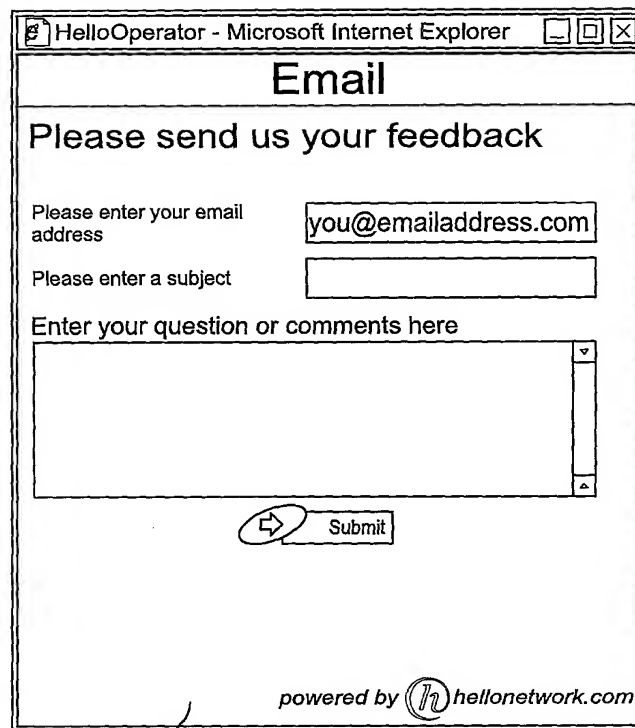 HelloOperator - Microsoft Internet Explorer
Email
Please send us your feedback
Please enter your email
address
you@emailaddress.com
Please enter a subject
Enter your question or comments here
Submit
powered by h hellonetwork.com